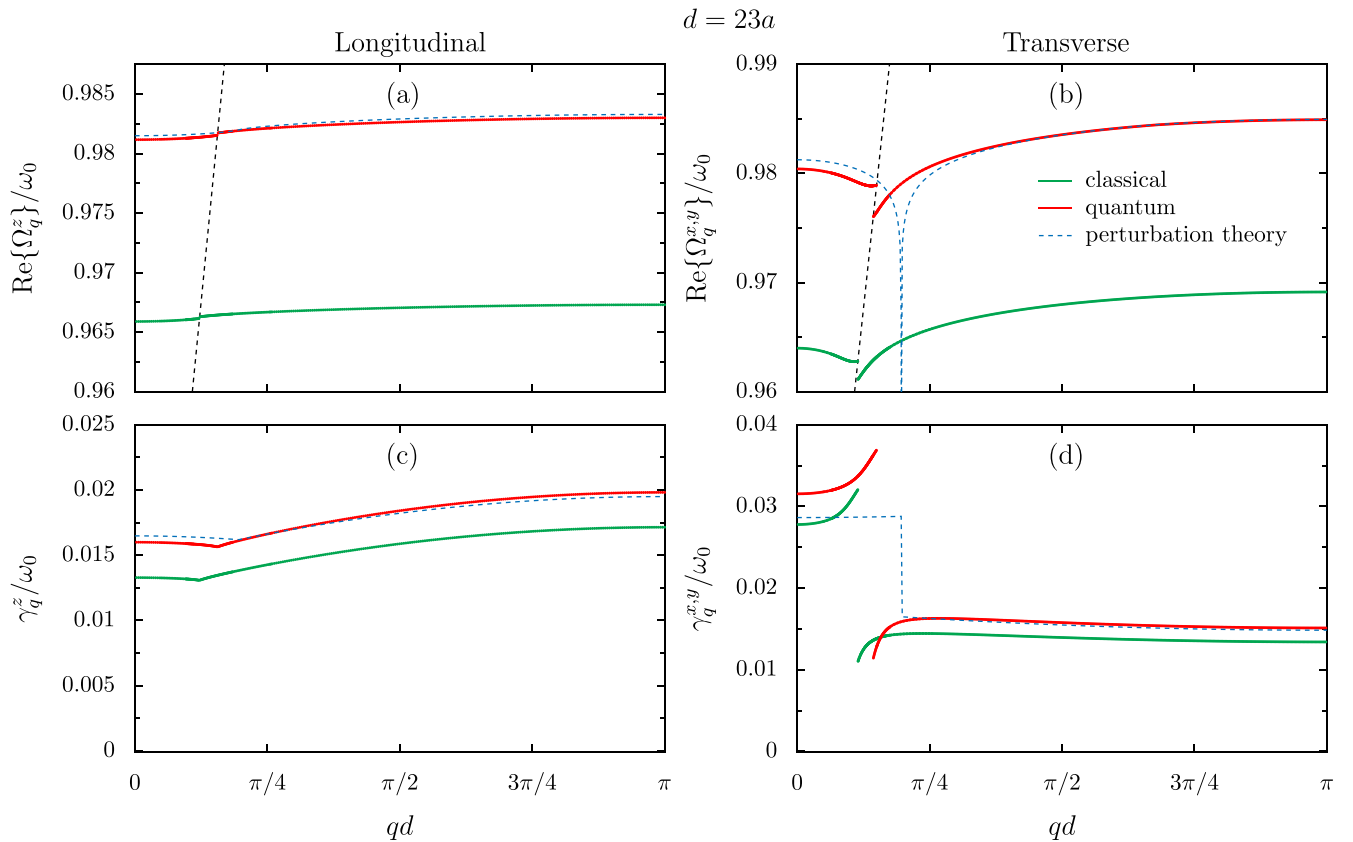 d = 23a
Longitudinal
Transverse
(a)
Re{Ω_q^z}/ω_0
0.985
0.98
0.975
0.97
0.965
0.96
(b)
Re{Ω_q^{x,y}}/ω_0
0.99
0.98
0.97
0.96
classical
quantum
perturbation theory
(c)
γ_q^z/ω_0
0.025
0.02
0.015
0.01
0.005
0
0
π/4
π/2
3π/4
π
qd
(d)
γ_q^{x,y}/ω_0
0.04
0.03
0.02
0.01
0
0
π/4
π/2
3π/4
π
qd